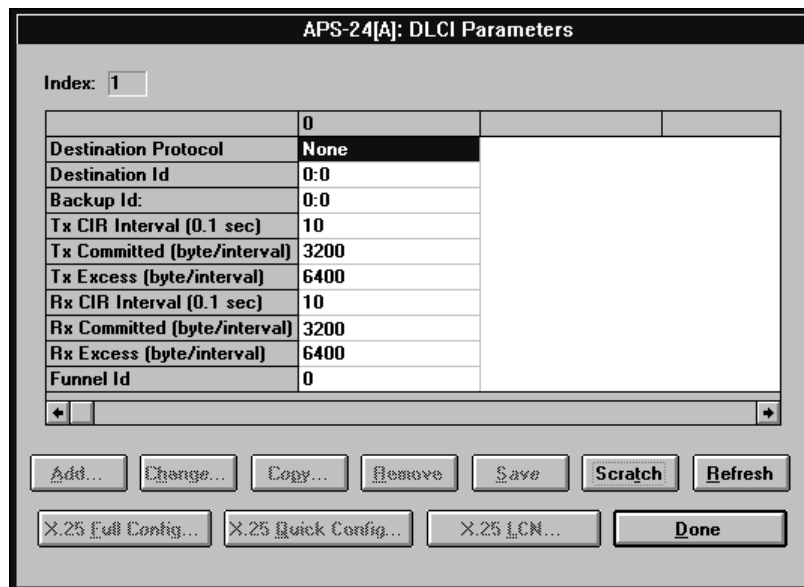 APS-24[A]: DLCI Parameters
Index: 1
0
Destination Protocol None
Destination Id 0:0
Backup Id: 0:0
Tx CIR Interval (0.1 sec) 10
Tx Committed (byte/interval) 3200
Tx Excess (byte/interval) 6400
Rx CIR Interval (0.1 sec) 10
Rx Committed (byte/interval) 3200
Rx Excess (byte/interval) 6400
Funnel Id 0
Add... Change... Copy... Remove Save Scratch Refresh
X.25 Full Config... X.25 Quick Config... X.25 LCN... Done